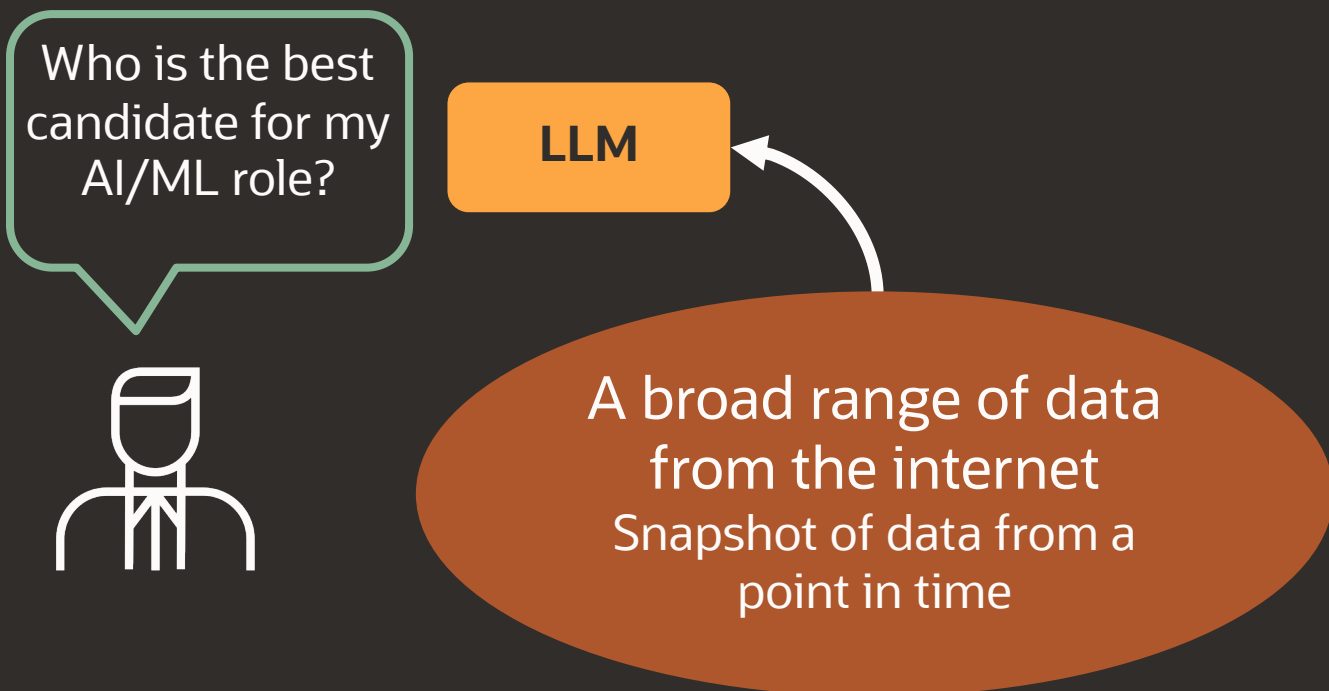 Who is the best
candidate for my
AI/ML role?
LLM
A broad range of data
from the internet
Snapshot of data from a
point in time